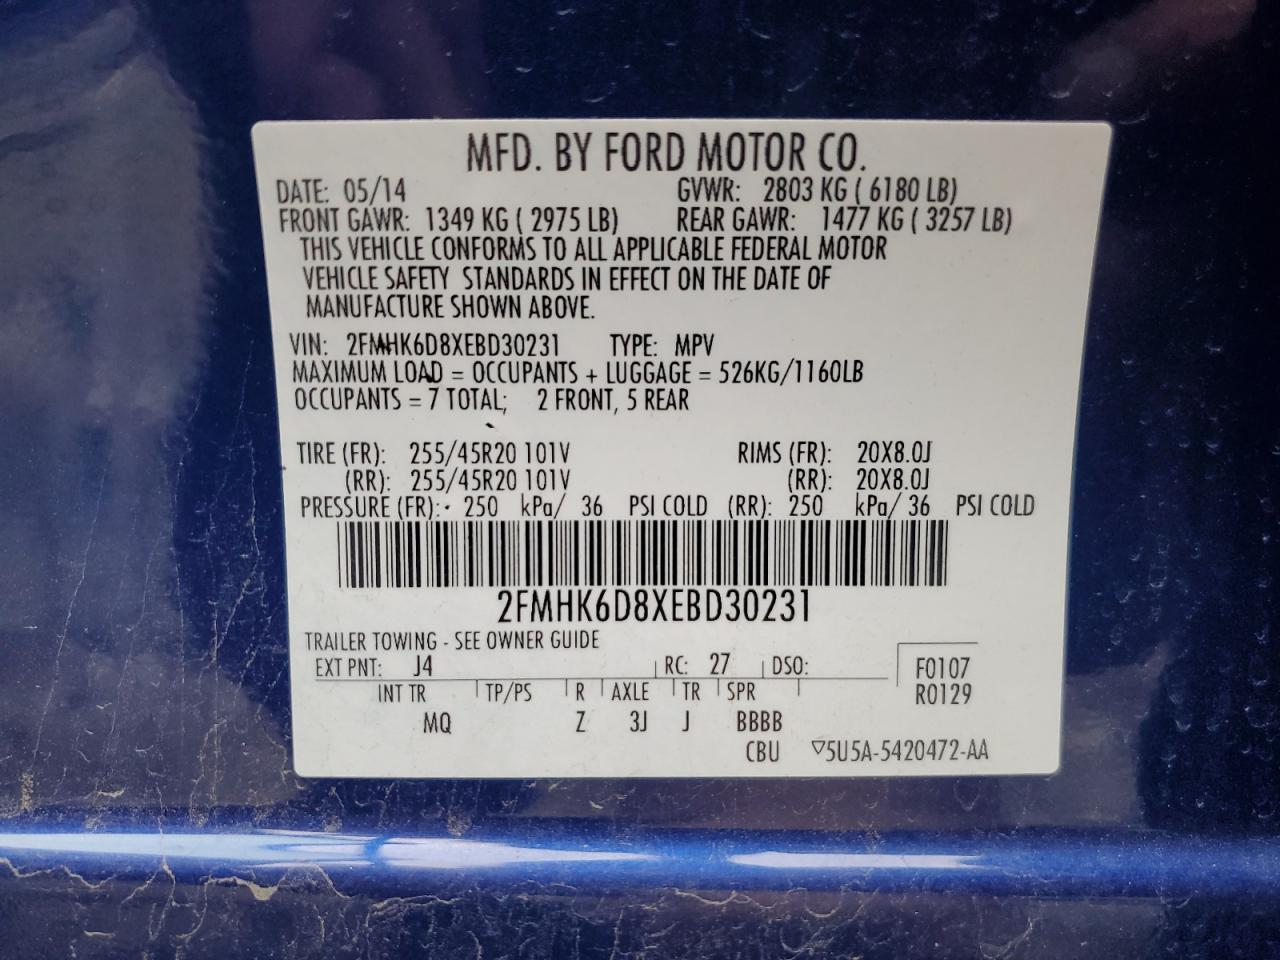 MFD. BY FORD MOTOR CO.
DATE: 05/14 GVWR: 2803 KG ( 6180 LB)
FRONT GAWR: 1349 KG ( 2975 LB) REAR GAWR: 1477 KG ( 3257 LB)
THIS VEHICLE CONFORMS TO ALL APPLICABLE FEDERAL MOTOR
VEHICLE SAFETY STANDARDS IN EFFECT ON THE DATE OF
MANUFACTURE SHOWN ABOVE.
VIN: 2FMHK6D8XEBD30231 TYPE: MPV
MAXIMUM LOAD = OCCUPANTS + LUGGAGE = 526KG/1160LB
OCCUPANTS = 7 TOTAL; 2 FRONT, 5 REAR
TIRE (FR): 255/45R20 101V RIMS (FR): 20X8.0J
(RR): 255/45R20 101V (RR): 20X8.0J
PRESSURE (FR): 250 kPa/ 36 PSI COLD (RR): 250 kPa/ 36 PSI COLD
2FMHK6D8XEBD30231
TRAILER TOWING - SEE OWNER GUIDE
EXT PNT: J4 RC: 27 DSO: F0107
INT TR TP/PS R AXLE TR SPR R0129
MQ Z 3J J BBBB
CBU ▽5U5A-5420472-AA